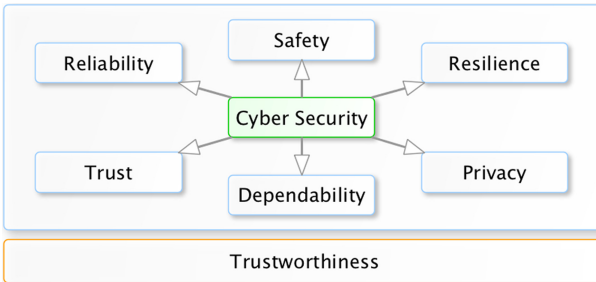 Safety
Reliability
Resilience
Cyber Security
Trust
Privacy
Dependability
Trustworthiness